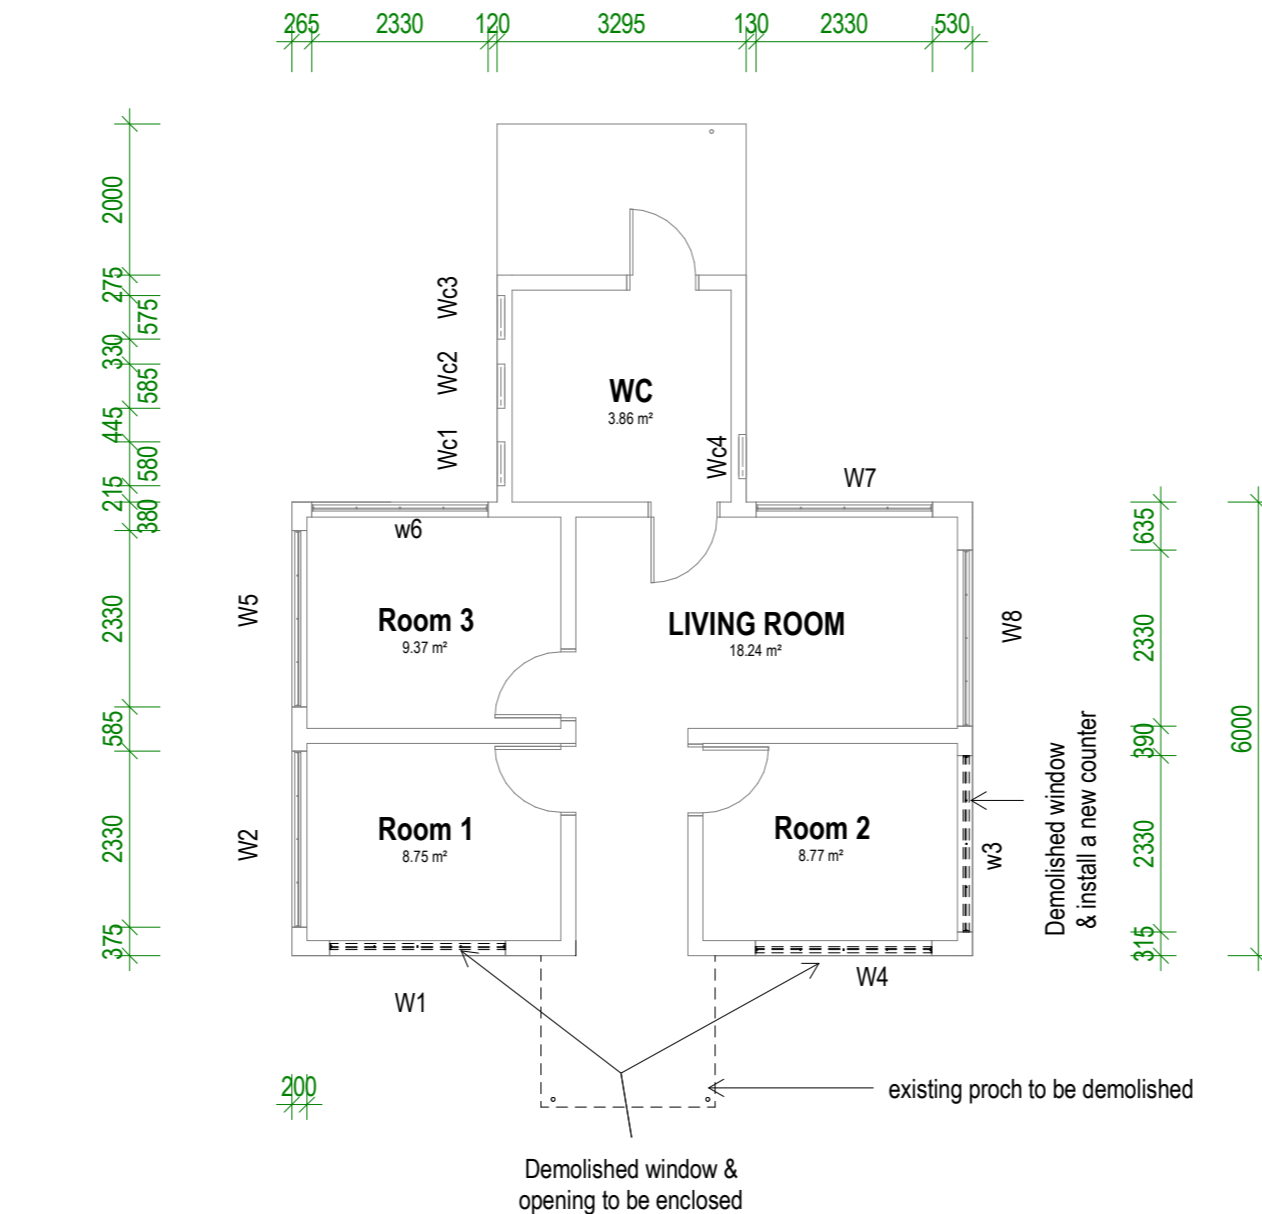 265 2330 120 3295 130 2330 530
2000
275
575
330
585
445
580
215
380
2330
585
2330
375
Wc3
Wc2
Wc1
WC
3.86 m²
Wc4
W7
w6
W5
Room 3
9.37 m²
LIVING ROOM
18.24 m²
W8
635
2330
390
2330
315
6000
W2
Room 1
8.75 m²
Room 2
8.77 m²
w3
Demolished window
& install a new counter
W1
W4
200
existing proch to be demolished
Demolished window &
opening to be enclosed